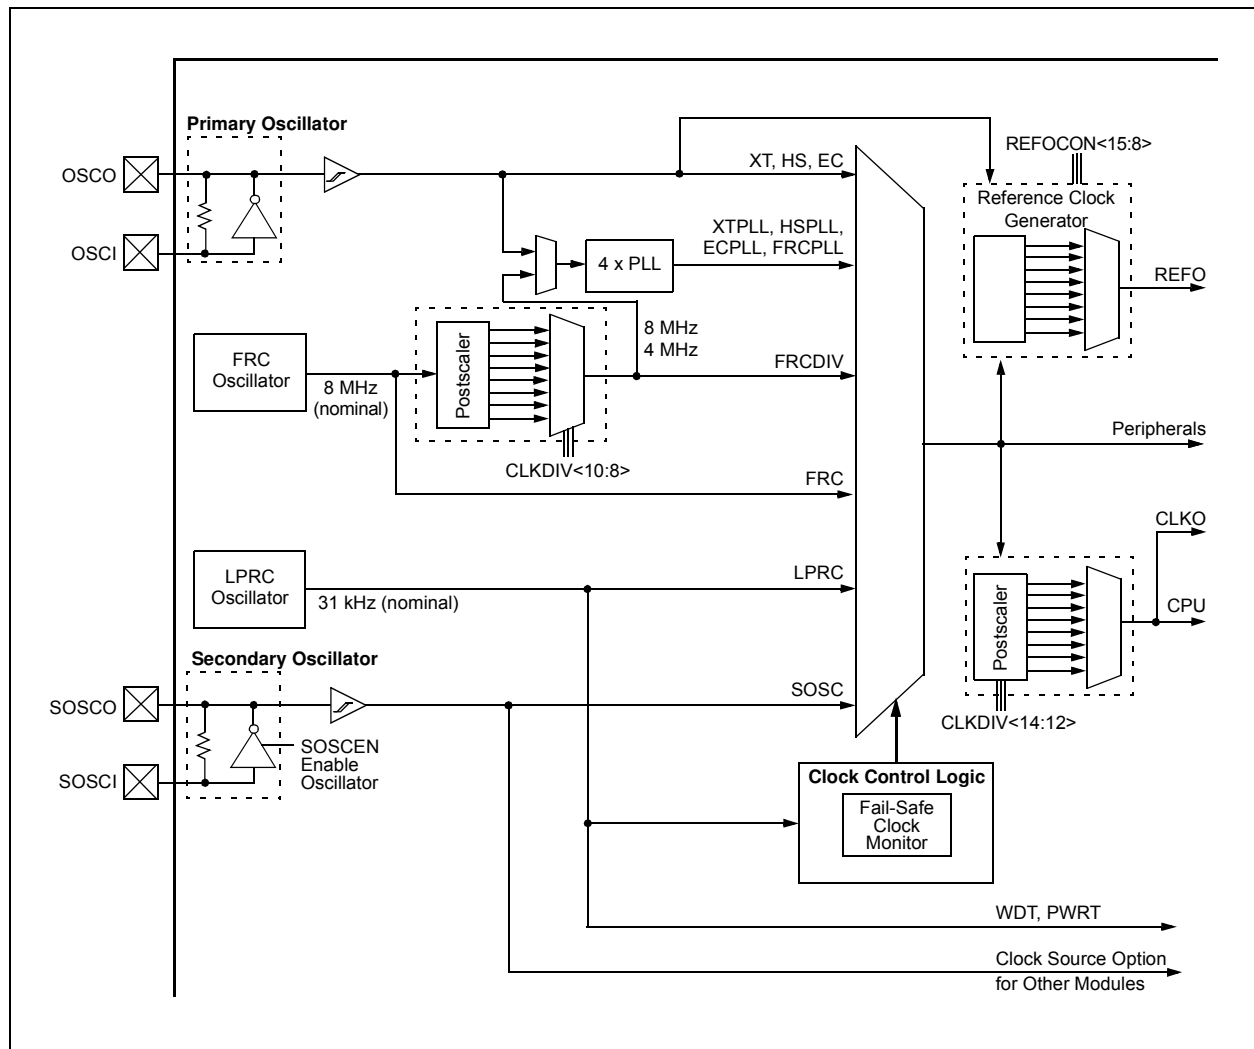 Primary Oscillator
OSCO
OSCI
XT, HS, EC
REFOCON<15:8>
Reference Clock
Generator
REFO
XTPLL, HSPLL,
ECPLL, FRCPLL
4 x PLL
8 MHz
4 MHz
FRC
Oscillator
8 MHz
(nominal)
Postscaler
CLKDIV<10:8>
FRCDIV
FRC
Peripherals
CLKO
CPU
Postscaler
CLKDIV<14:12>
LPRC
Oscillator
31 kHz (nominal)
LPRC
Secondary Oscillator
SOSCO
SOSCI
SOSCEN
Enable
Oscillator
SOSC
Clock Control Logic
Fail-Safe
Clock
Monitor
WDT, PWRT
Clock Source Option
for Other Modules